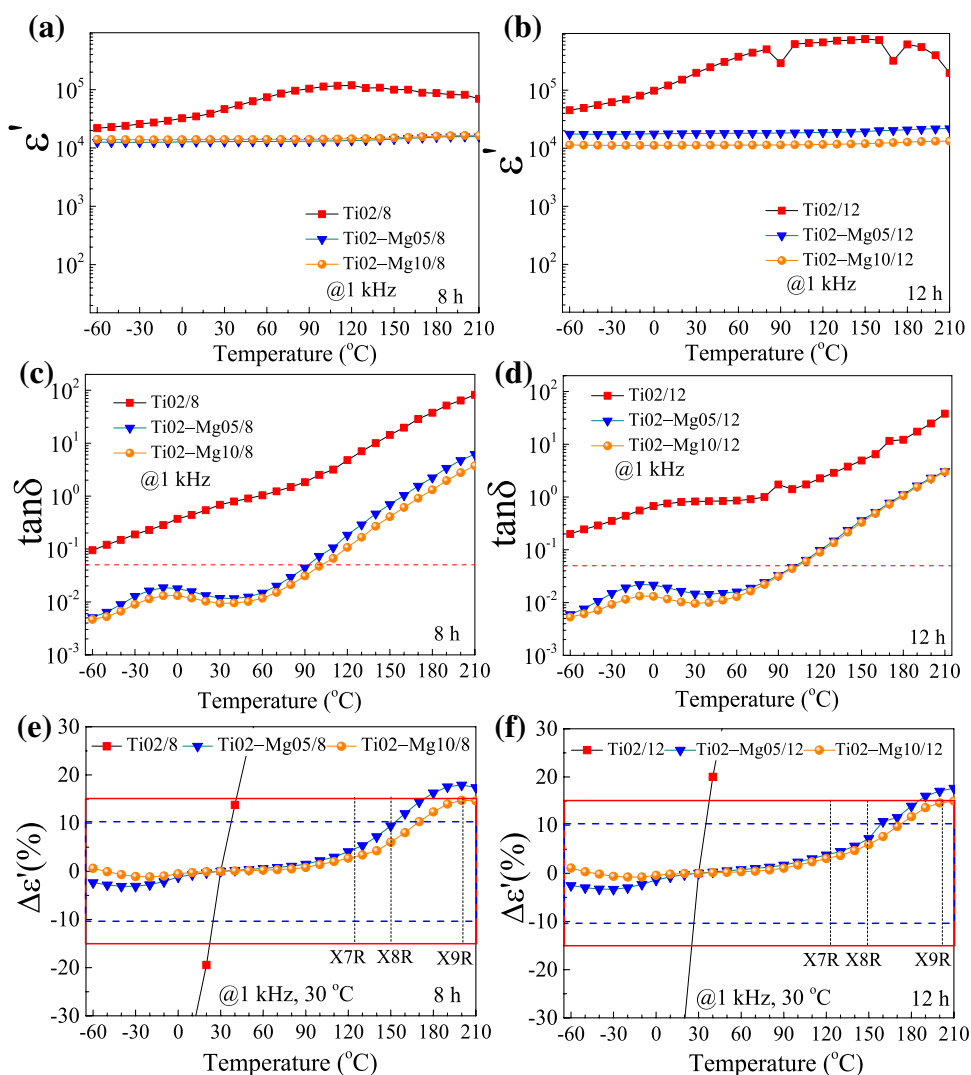 (a)
ε'
10^5
10^4
10^3
10^2
Ti02/8
Ti02–Mg05/8
Ti02–Mg10/8
@1 kHz
8 h
-60 -30 0 30 60 90 120 150 180 210
Temperature (°C)
(b)
ε'
10^5
10^4
10^3
10^2
Ti02/12
Ti02–Mg05/12
Ti02–Mg10/12
@1 kHz
12 h
-60 -30 0 30 60 90 120 150 180 210
Temperature (°C)
(c)
tanδ
10^2
10^1
10^0
10^-1
10^-2
10^-3
Ti02/8
Ti02–Mg05/8
Ti02–Mg10/8
@1 kHz
8 h
-60 -30 0 30 60 90 120 150 180 210
Temperature (°C)
(d)
tanδ
10^2
10^1
10^0
10^-1
10^-2
10^-3
Ti02/12
Ti02–Mg05/12
Ti02–Mg10/12
@1 kHz
12 h
-60 -30 0 30 60 90 120 150 180 210
Temperature (°C)
(e)
Δε'(%)
30
20
10
0
-10
-20
-30
Ti02/8 Ti02–Mg05/8 Ti02–Mg10/8
X7R X8R X9R
@1 kHz, 30 °C 8 h
-60 -30 0 30 60 90 120 150 180 210
Temperature (°C)
(f)
Δε'(%)
30
20
10
0
-10
-20
-30
Ti02/12 Ti02–Mg05/12 Ti02–Mg10/12
X7R X8R X9R
@1 kHz, 30 °C 12 h
-60 -30 0 30 60 90 120 150 180 210
Temperature (°C)